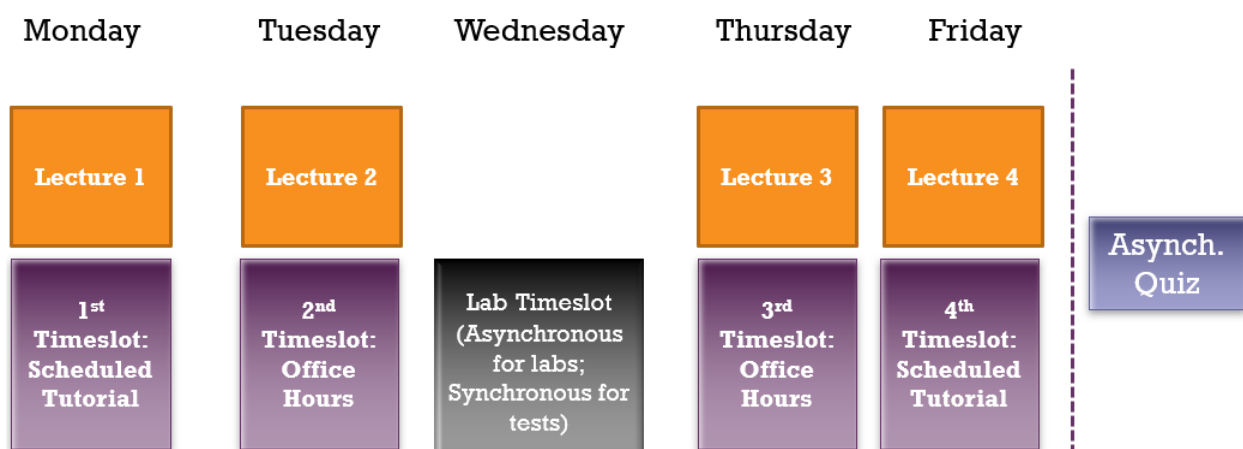 Monday
Tuesday
Wednesday
Thursday
Friday
Lecture 1
Lecture 2
Lecture 3
Lecture 4
1st
Timeslot:
Scheduled
Tutorial
2nd
Timeslot:
Office
Hours
Lab Timeslot
(Asynchronous
for labs;
Synchronous for
tests)
3rd
Timeslot:
Office
Hours
4th
Timeslot:
Scheduled
Tutorial
Asynch.
Quiz